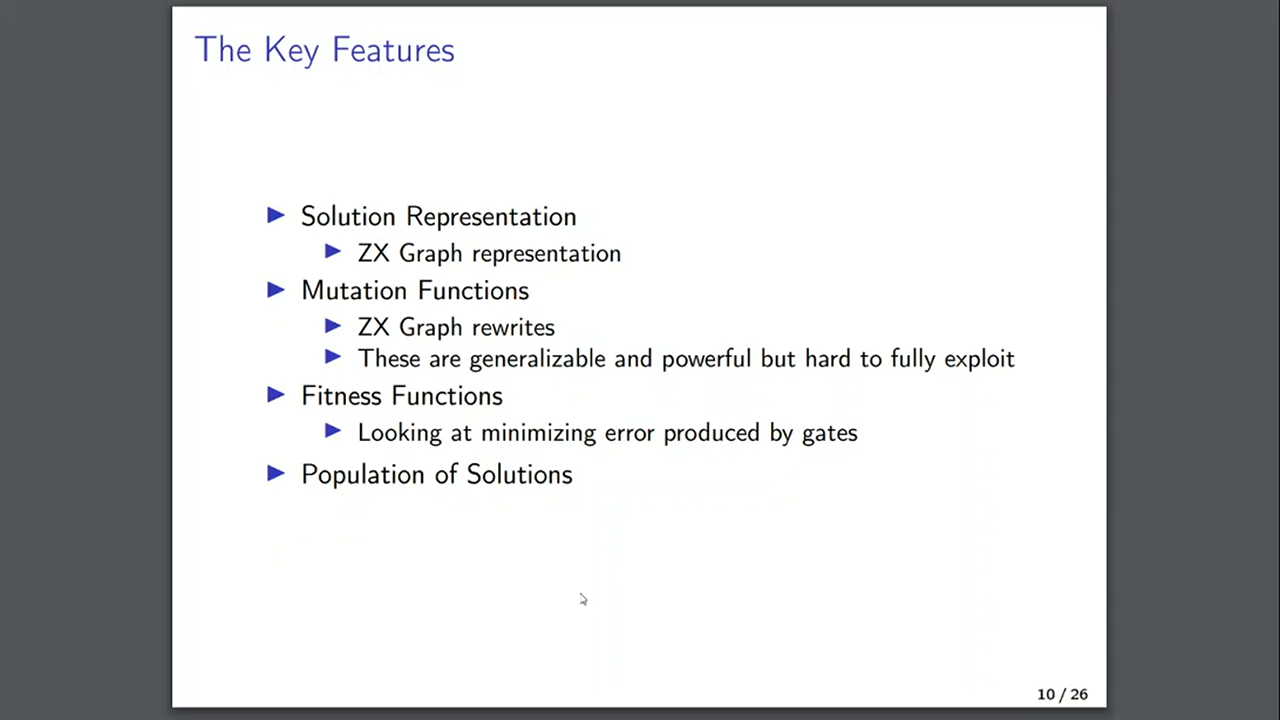 The Key Features
▶ Solution Representation
▶ ZX Graph representation
▶ Mutation Functions
▶ ZX Graph rewrites
▶ These are generalizable and powerful but hard to fully exploit
▶ Fitness Functions
▶ Looking at minimizing error produced by gates
▶ Population of Solutions
10 / 26